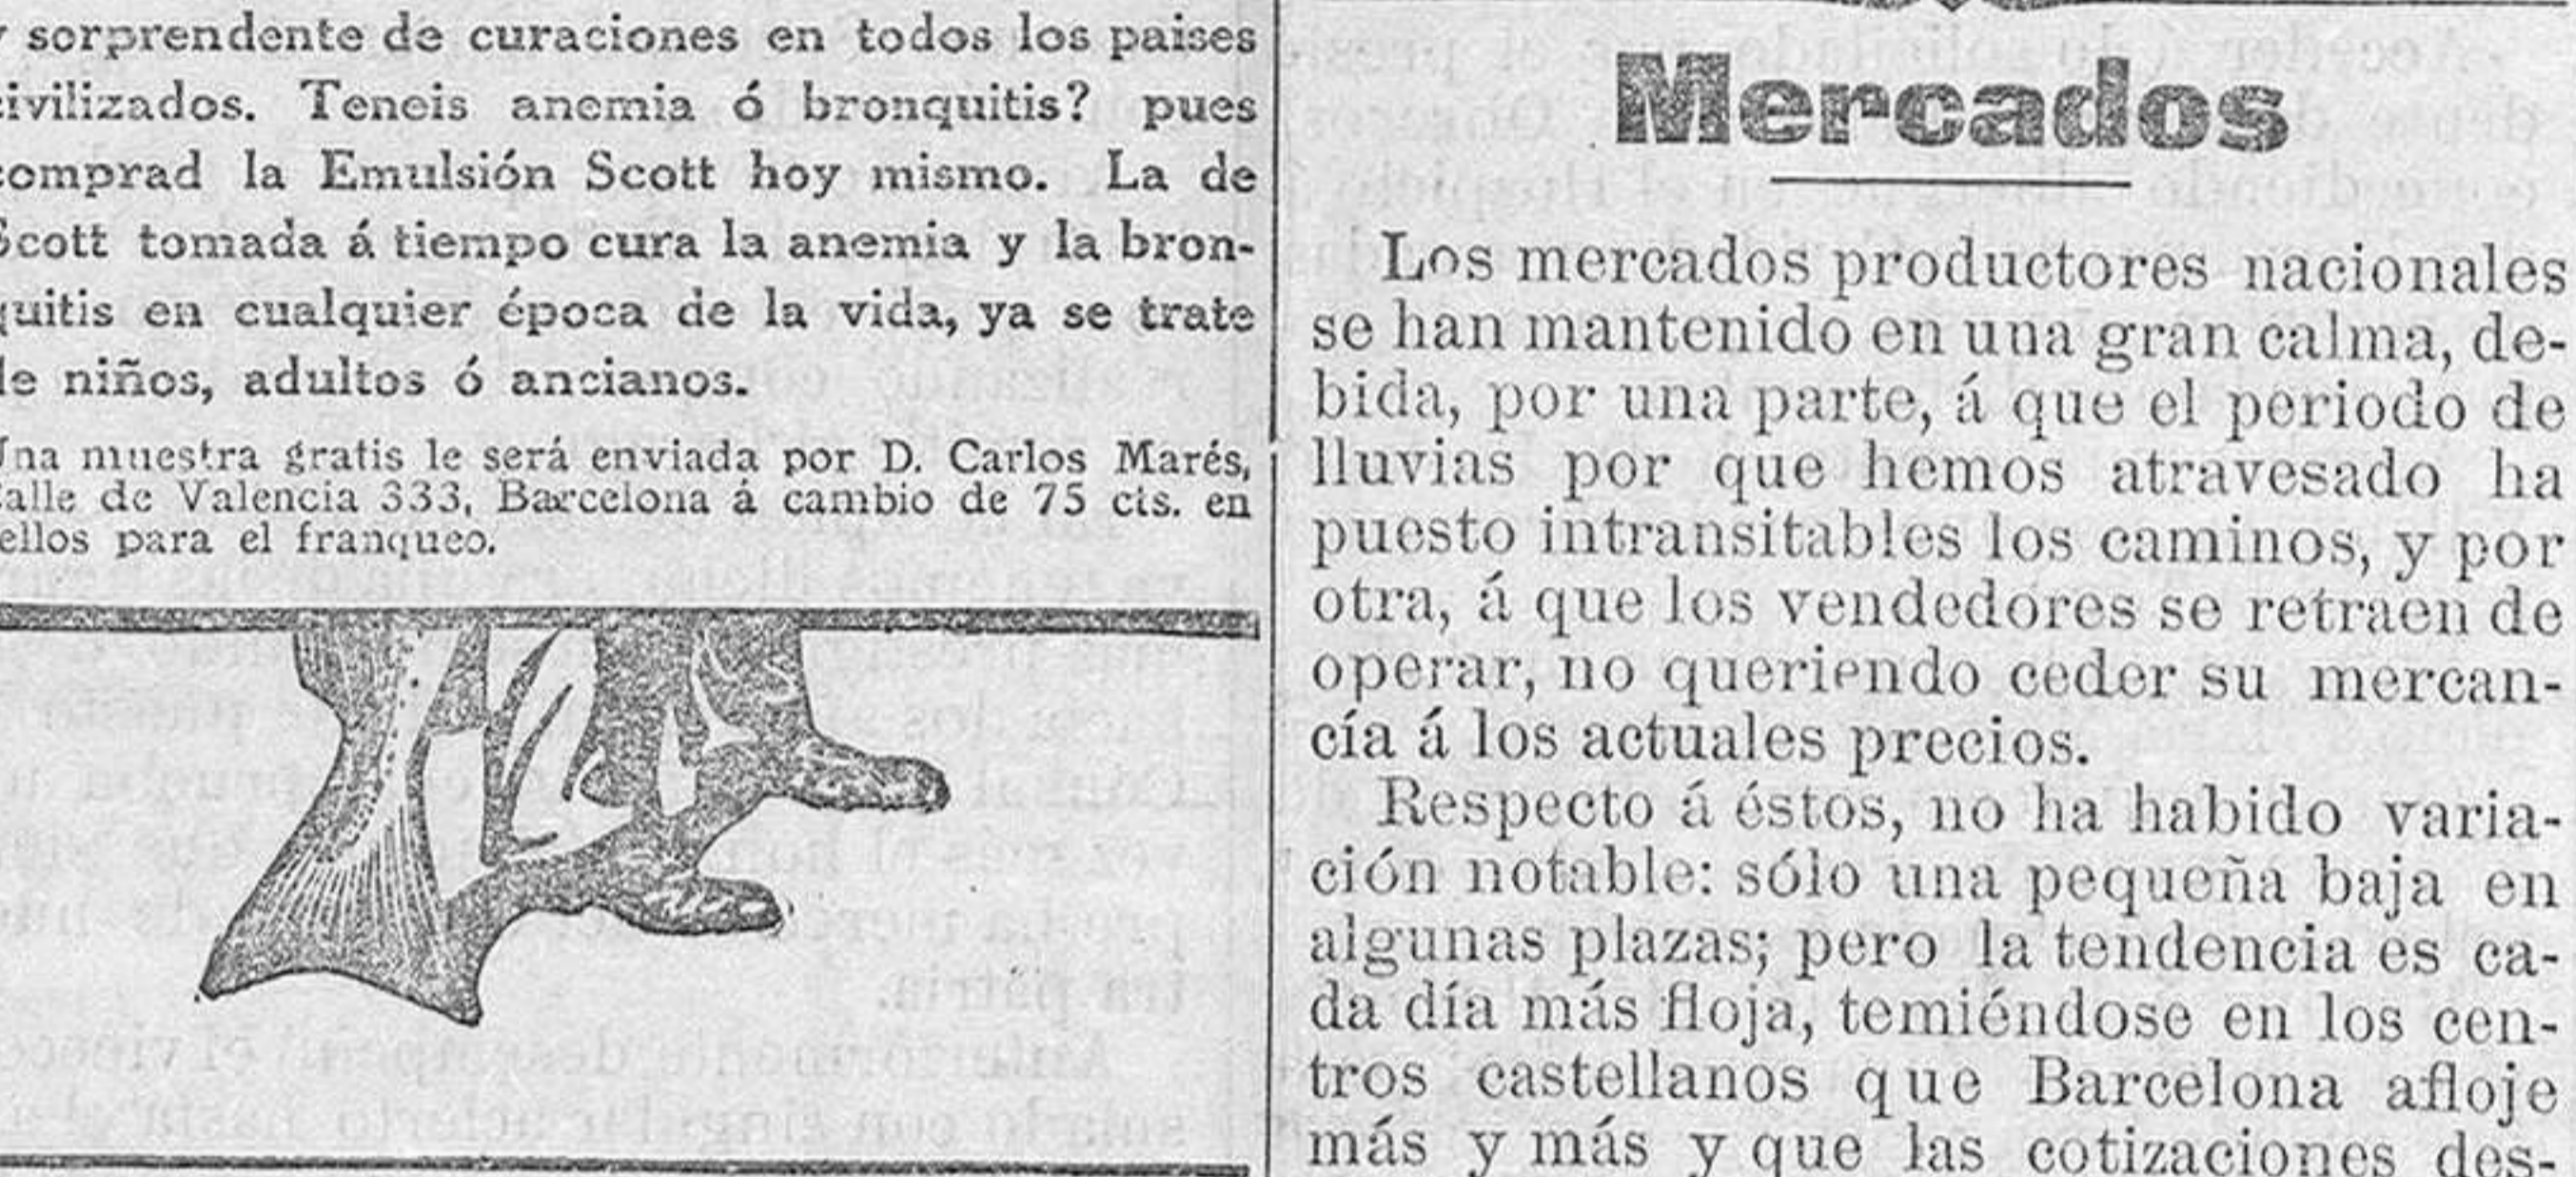 y sorprendente de curaciones en todos los paises
civilizados. Teneis anemia ó bronquitis? pues
comprad la Emulsión Scott hoy mismo. La de
Scott tomada á tiempo cura la anemia y la bron-
quitis en cualquier época de la vida, ya se trate
de niños, adultos ó ancianos.
Una muestra gratis le será enviada por D. Carlos Marés,
Calle de Valencia 333, Barcelona á cambio de 75 cts. en
sellos para el franqueo.
Mercados
Los mercados productores nacionales
se han mantenido en una gran calma, de-
bida, por una parte, á que el periodo de
lluvias por que hemos atravesado ha
puesto intransitables los caminos, y por
otra, á que los vendedores se retraen de
operar, no queriendo ceder su mercan-
cía á los actuales precios.
Respecto á éstos, no ha habido varia-
ción notable: sólo una pequeña baja en
algunas plazas; pero la tendencia es ca-
da día más floja, temiéndose en los cen-
tros castellanos que Barcelona afloje
más y más y que las cotizaciones des-